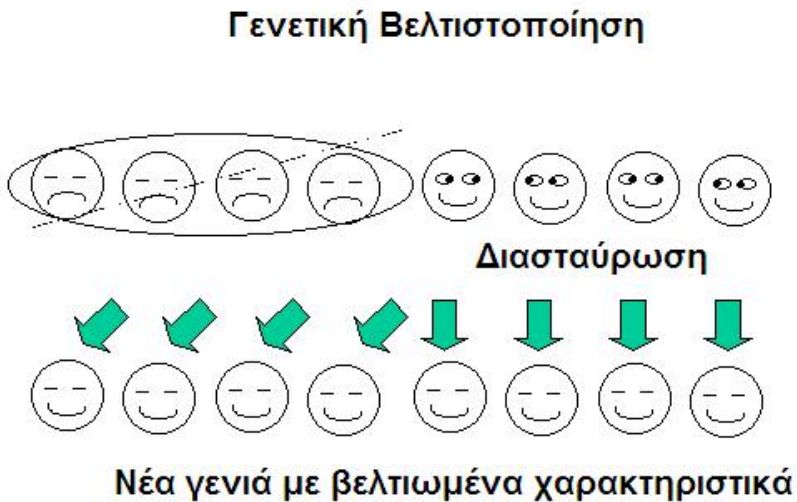 Γενετική Βελτιστοποίηση
Διασταύρωση
Νέα γενιά με βελτιωμένα χαρακτηριστικά